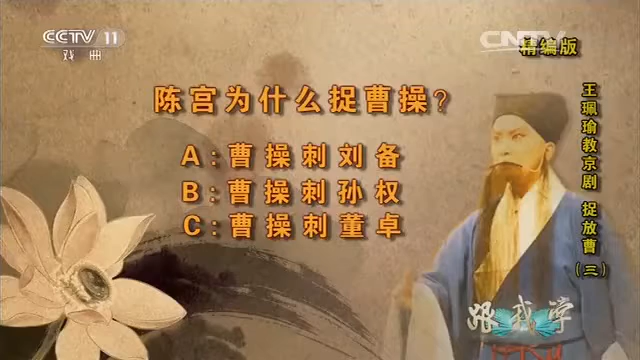 CCTV 11
戏曲
CNTV
精编版
陈宫为什么捉曹操？
A：曹操刺刘备
B：曹操刺孙权
C：曹操刺董卓
王珮瑜教京剧 捉放曹（三）
跟我学